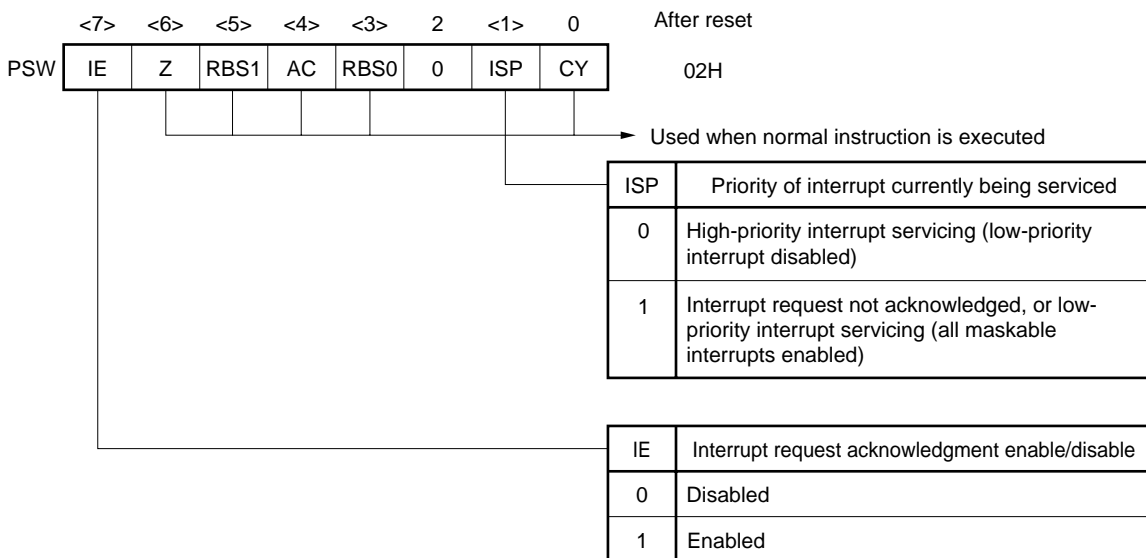 <7> <6> <5> <4> <3> 2 <1> 0 After reset
PSW IE Z RBS1 AC RBS0 0 ISP CY 02H
Used when normal instruction is executed
ISP Priority of interrupt currently being serviced
0 High-priority interrupt servicing (low-priority
interrupt disabled)
1 Interrupt request not acknowledged, or low-
priority interrupt servicing (all maskable
interrupts enabled)
IE Interrupt request acknowledgment enable/disable
0 Disabled
1 Enabled